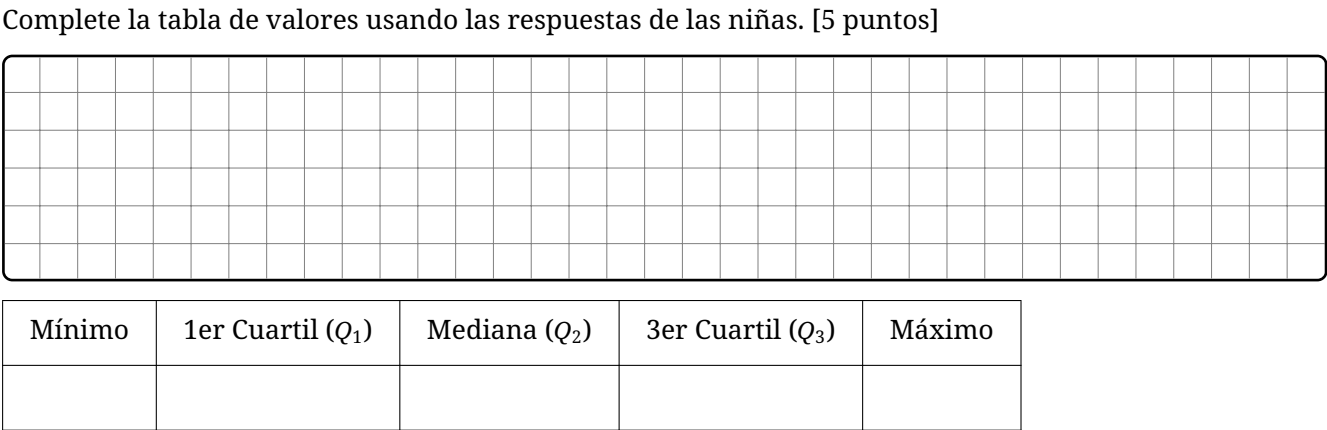 Complete la tabla de valores usando las respuestas de las niñas. [5 puntos]
Mínimo 1er Cuartil (Q₁) Mediana (Q₂) 3er Cuartil (Q₃) Máximo